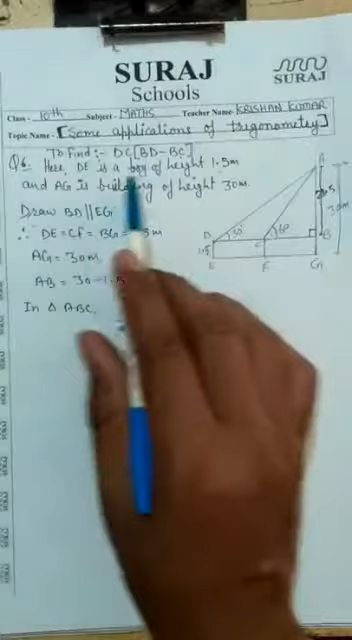 SURAJ
Schools
SURAJ
Class:- 10th Subject:- MATHS Teacher Name:- KRISHAN KUMAR
Topic Name:- [Some applications of trigonometry]
Q6. To Find:- DC[BD-BC]
Here, DE is a boy of height 1.5m
and AG is building of height 30m.
Draw BD||EG
∴ DE = CF = BG = 5m
AG = 30m
AB = 30-1.5
In △ ABC,
A
30m
D 30° C 60° B
1.5
E F G